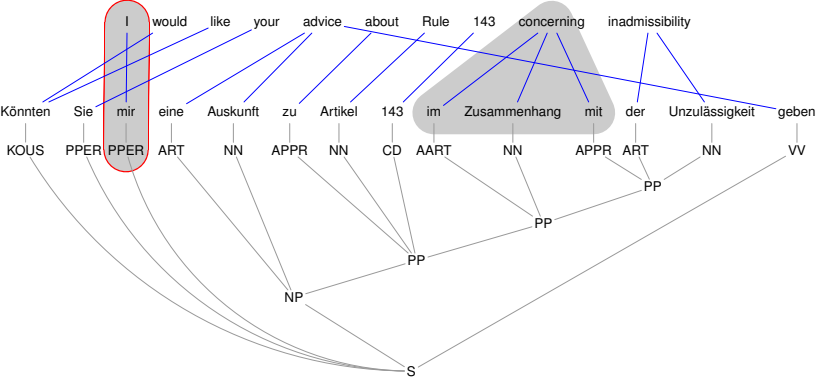 I would like your advice about Rule 143 concerning inadmissibility
Könnten Sie mir eine Auskunft zu Artikel 143 im Zusammenhang mit der Unzulässigkeit geben
KOUS PPER PPER ART NN APPR NN CD AART NN APPR ART NN VV
PP
PP
PP
NP
S